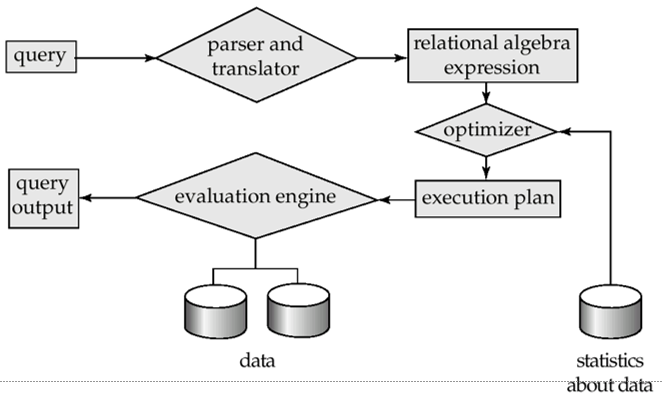 query
parser and
translator
relational algebra
expression
optimizer
query
output
evaluation engine
execution plan
data
statistics
about data